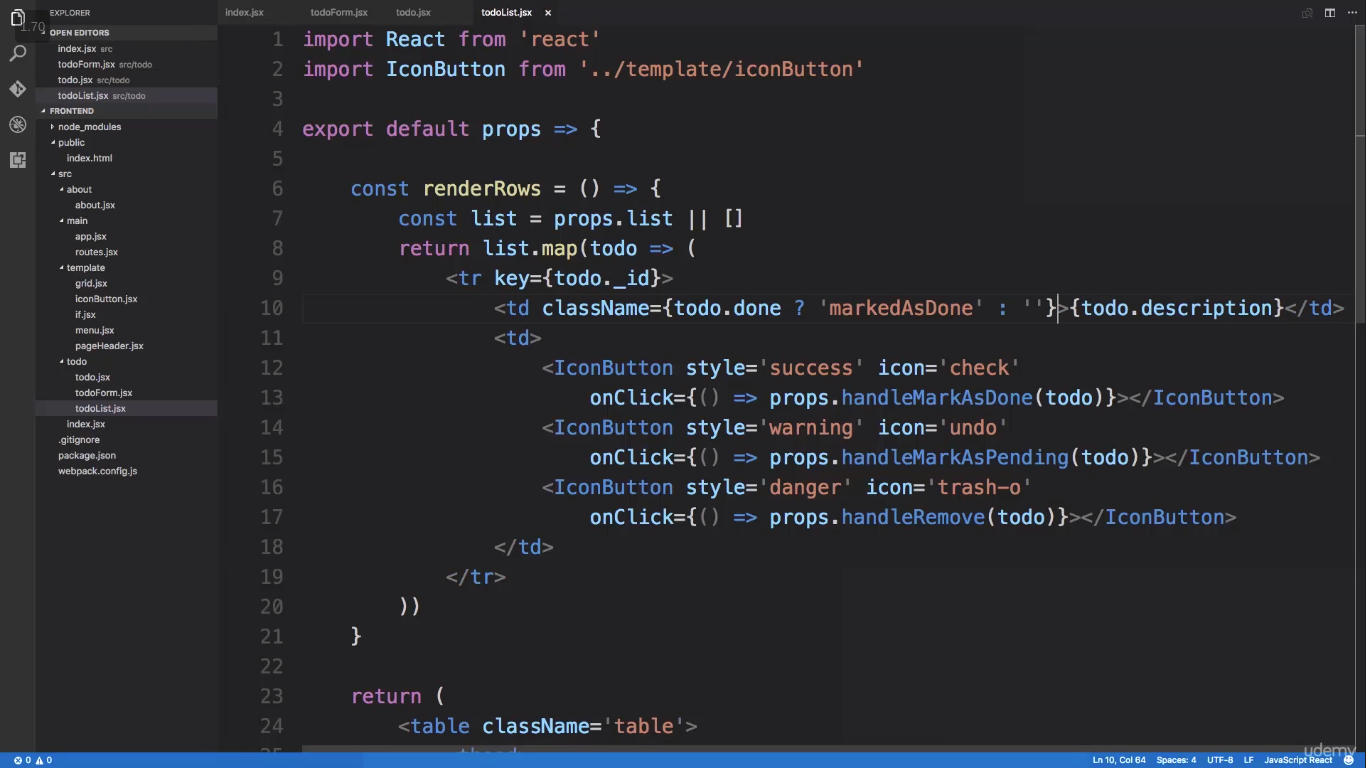 1.70
EXPLORER
OPEN EDITORS
index.jsx src
todoForm.jsx src/todo
todo.jsx src/todo
todoList.jsx src/todo
FRONTEND
node_modules
public
index.html
src
about
about.jsx
main
app.jsx
routes.jsx
template
grid.jsx
iconButton.jsx
if.jsx
menu.jsx
pageHeader.jsx
todo
todo.jsx
todoForm.jsx
todoList.jsx
index.jsx
.gitignore
package.json
webpack.config.js
index.jsx todoForm.jsx todo.jsx todoList.jsx ×
1 import React from 'react'
2 import IconButton from '../template/iconButton'
3
4 export default props => {
5
6 const renderRows = () => {
7 const list = props.list || []
8 return list.map(todo => (
9 <tr key={todo._id}>
10 <td className={todo.done ? 'markedAsDone' : ''}>{todo.description}</td>
11 <td>
12 <IconButton style='success' icon='check'
13 onClick={() => props.handleMarkAsDone(todo)}></IconButton>
14 <IconButton style='warning' icon='undo'
15 onClick={() => props.handleMarkAsPending(todo)}></IconButton>
16 <IconButton style='danger' icon='trash-o'
17 onClick={() => props.handleRemove(todo)}></IconButton>
18 </td>
19 </tr>
20 ))
21 }
22
23 return (
24 <table className='table'>
udemy
0 0 Ln 10, Col 64 Spaces: 4 UTF-8 LF JavaScript React